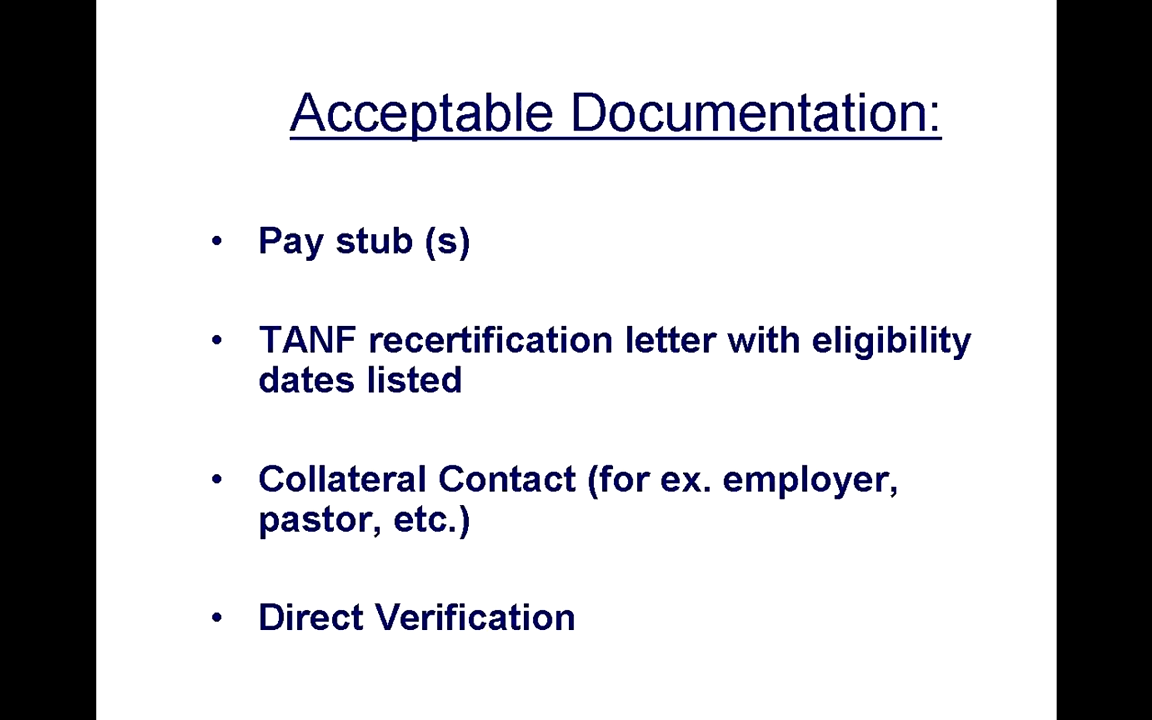 Acceptable Documentation:
• Pay stub (s)
• TANF recertification letter with eligibility
dates listed
• Collateral Contact (for ex. employer,
pastor, etc.)
• Direct Verification